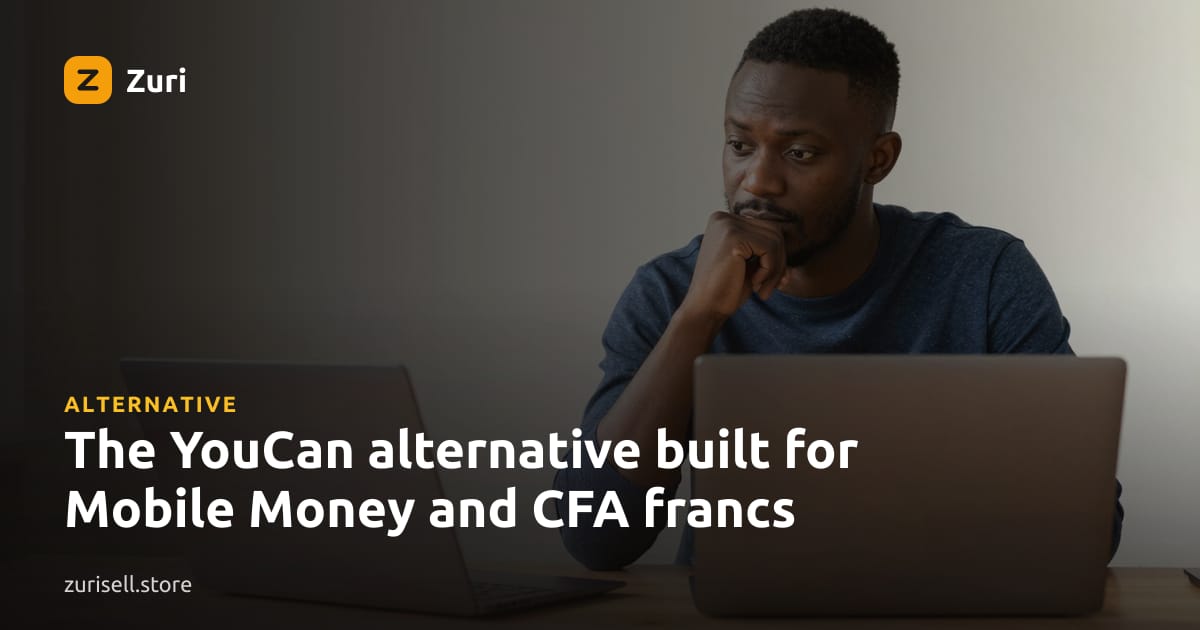 Z Zuri
ALTERNATIVE
The YouCan alternative built for
Mobile Money and CFA francs
zurisell.store